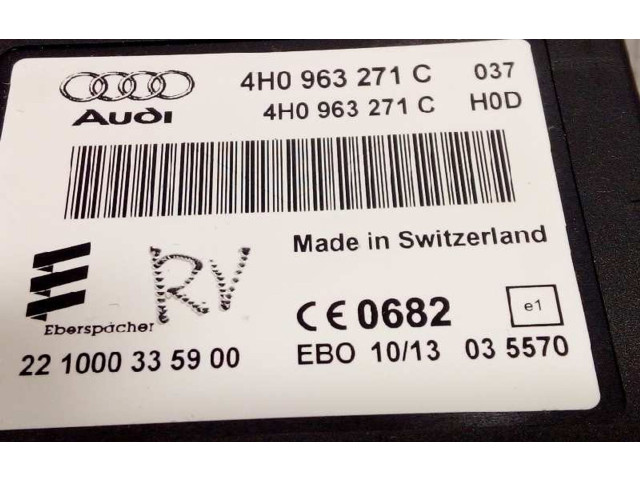 4H0 963 271 C 037
Audi 4H0 963 271 C H0D
Made in Switzerland
RV
Eberspächer
CE 0682 e1
22 1000 33 59 00 EBO 10/13 03 5570